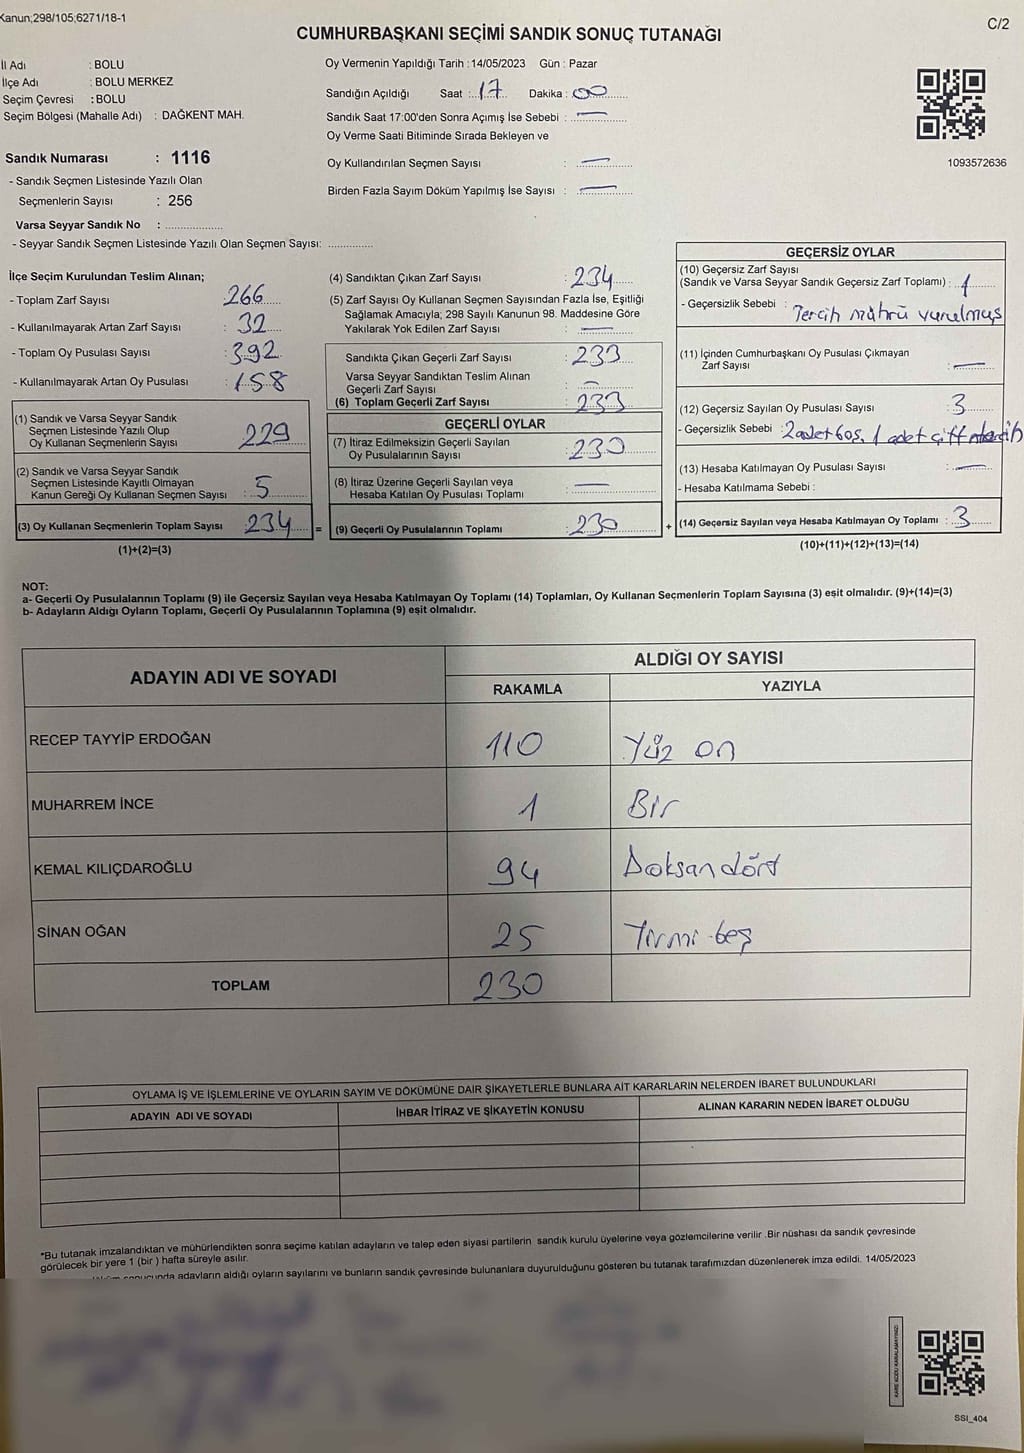 Kanun;298/105;6271/18-1
C/2
CUMHURBAŞKANI SEÇİMİ SANDIK SONUÇ TUTANAĞI
İl Adı : BOLU
İlçe Adı : BOLU MERKEZ
Seçim Çevresi : BOLU
Seçim Bölgesi (Mahalle Adı) : DAĞKENT MAH.
Sandık Numarası : 1116
- Sandık Seçmen Listesinde Yazılı Olan
Seçmenlerin Sayısı : 256
Varsa Seyyar Sandık No : ....................
- Seyyar Sandık Seçmen Listesinde Yazılı Olan Seçmen Sayısı: ...............
Oy Vermenin Yapıldığı Tarih : 14/05/2023 Gün : Pazar
Sandığın Açıldığı Saat : 17 Dakika : 00
Sandık Saat 17:00'den Sonra Açımış İse Sebebi : —
Oy Verme Saati Bitiminde Sırada Bekleyen ve
Oy Kullandırılan Seçmen Sayısı : —
Birden Fazla Sayım Döküm Yapılmış İse Sayısı : —
1093572636
İlçe Seçim Kurulundan Teslim Alınan;
- Toplam Zarf Sayısı : 266
- Kullanılmayarak Artan Zarf Sayısı : 32
- Toplam Oy Pusulası Sayısı : 392
- Kullanılmayarak Artan Oy Pusulası : 158
(1) Sandık ve Varsa Seyyar Sandık
Seçmen Listesinde Yazılı Olup
Oy Kullanan Seçmenlerin Sayısı : 229
(2) Sandık ve Varsa Seyyar Sandık
Seçmen Listesinde Kayıtlı Olmayan
Kanun Gereği Oy Kullanan Seçmen Sayısı : 5
(3) Oy Kullanan Seçmenlerin Toplam Sayısı : 234 =
(1)+(2)=(3)
(4) Sandıktan Çıkan Zarf Sayısı : 234
(5) Zarf Sayısı Oy Kullanan Seçmen Sayısından Fazla İse, Eşitliği
Sağlamak Amacıyla; 298 Sayılı Kanunun 98. Maddesine Göre
Yakılarak Yok Edilen Zarf Sayısı : —
Sandıkta Çıkan Geçerli Zarf Sayısı : 233
Varsa Seyyar Sandıktan Teslim Alınan
Geçerli Zarf Sayısı : —
(6) Toplam Geçerli Zarf Sayısı : 233
GEÇERLİ OYLAR
(7) İtiraz Edilmeksizin Geçerli Sayılan
Oy Pusulalarının Sayısı : 230
(8) İtiraz Üzerine Geçerli Sayılan veya
Hesaba Katılan Oy Pusulası Toplamı : —
(9) Geçerli Oy Pusulalarının Toplamı : 230 +
GEÇERSİZ OYLAR
(10) Geçersiz Zarf Sayısı
(Sandık ve Varsa Seyyar Sandık Geçersiz Zarf Toplamı) : 1
- Geçersizlik Sebebi : Tercih mührü vurulmuş
(11) İçinden Cumhurbaşkanı Oy Pusulası Çıkmayan
Zarf Sayısı : —
(12) Geçersiz Sayılan Oy Pusulası Sayısı : 3
- Geçersizlik Sebebi : 2 adet boş, 1 adet çift tercih
(13) Hesaba Katılmayan Oy Pusulası Sayısı : —
- Hesaba Katılmama Sebebi :
(14) Geçersiz Sayılan veya Hesaba Katılmayan Oy Toplamı : 3
(10)+(11)+(12)+(13)=(14)
NOT:
a- Geçerli Oy Pusulalarının Toplamı (9) ile Geçersiz Sayılan veya Hesaba Katılmayan Oy Toplamı (14) Toplamları, Oy Kullanan Seçmenlerin Toplam Sayısına (3) eşit olmalıdır. (9)+(14)=(3)
b- Adayların Aldığı Oyların Toplamı, Geçerli Oy Pusulalarının Toplamına (9) eşit olmalıdır.
ADAYIN ADI VE SOYADI
ALDIĞI OY SAYISI
RAKAMLA YAZIYLA
RECEP TAYYİP ERDOĞAN 110 Yüz on
MUHARREM İNCE 1 Bir
KEMAL KILIÇDAROĞLU 94 Doksan dört
SİNAN OĞAN 25 Yirmi beş
TOPLAM 230
OYLAMA İŞ VE İŞLEMLERİNE VE OYLARIN SAYIM VE DÖKÜMÜNE DAİR ŞİKAYETLERLE BUNLARA AİT KARARLARIN NELERDEN İBARET BULUNDUKLARI
ADAYIN ADI VE SOYADI İHBAR İTİRAZ VE ŞİKAYETİN KONUSU ALINAN KARARIN NEDEN İBARET OLDUĞU
*Bu tutanak imzalandıktan ve mühürlendikten sonra seçime katılan adayların ve talep eden siyasi partilerin sandık kurulu üyelerine veya gözlemcilerine verilir .Bir nüshası da sandık çevresinde
görülecek bir yere 1 (bir ) hafta süreyle asılır.
adayların aldığı oyların sayılarını ve bunların sandık çevresinde bulunanlara duyurulduğunu gösteren bu tutanak tarafımızdan düzenlenerek imza edildi. 14/05/2023
KARE KODU KARALAMAYINIZ!
SSI_404